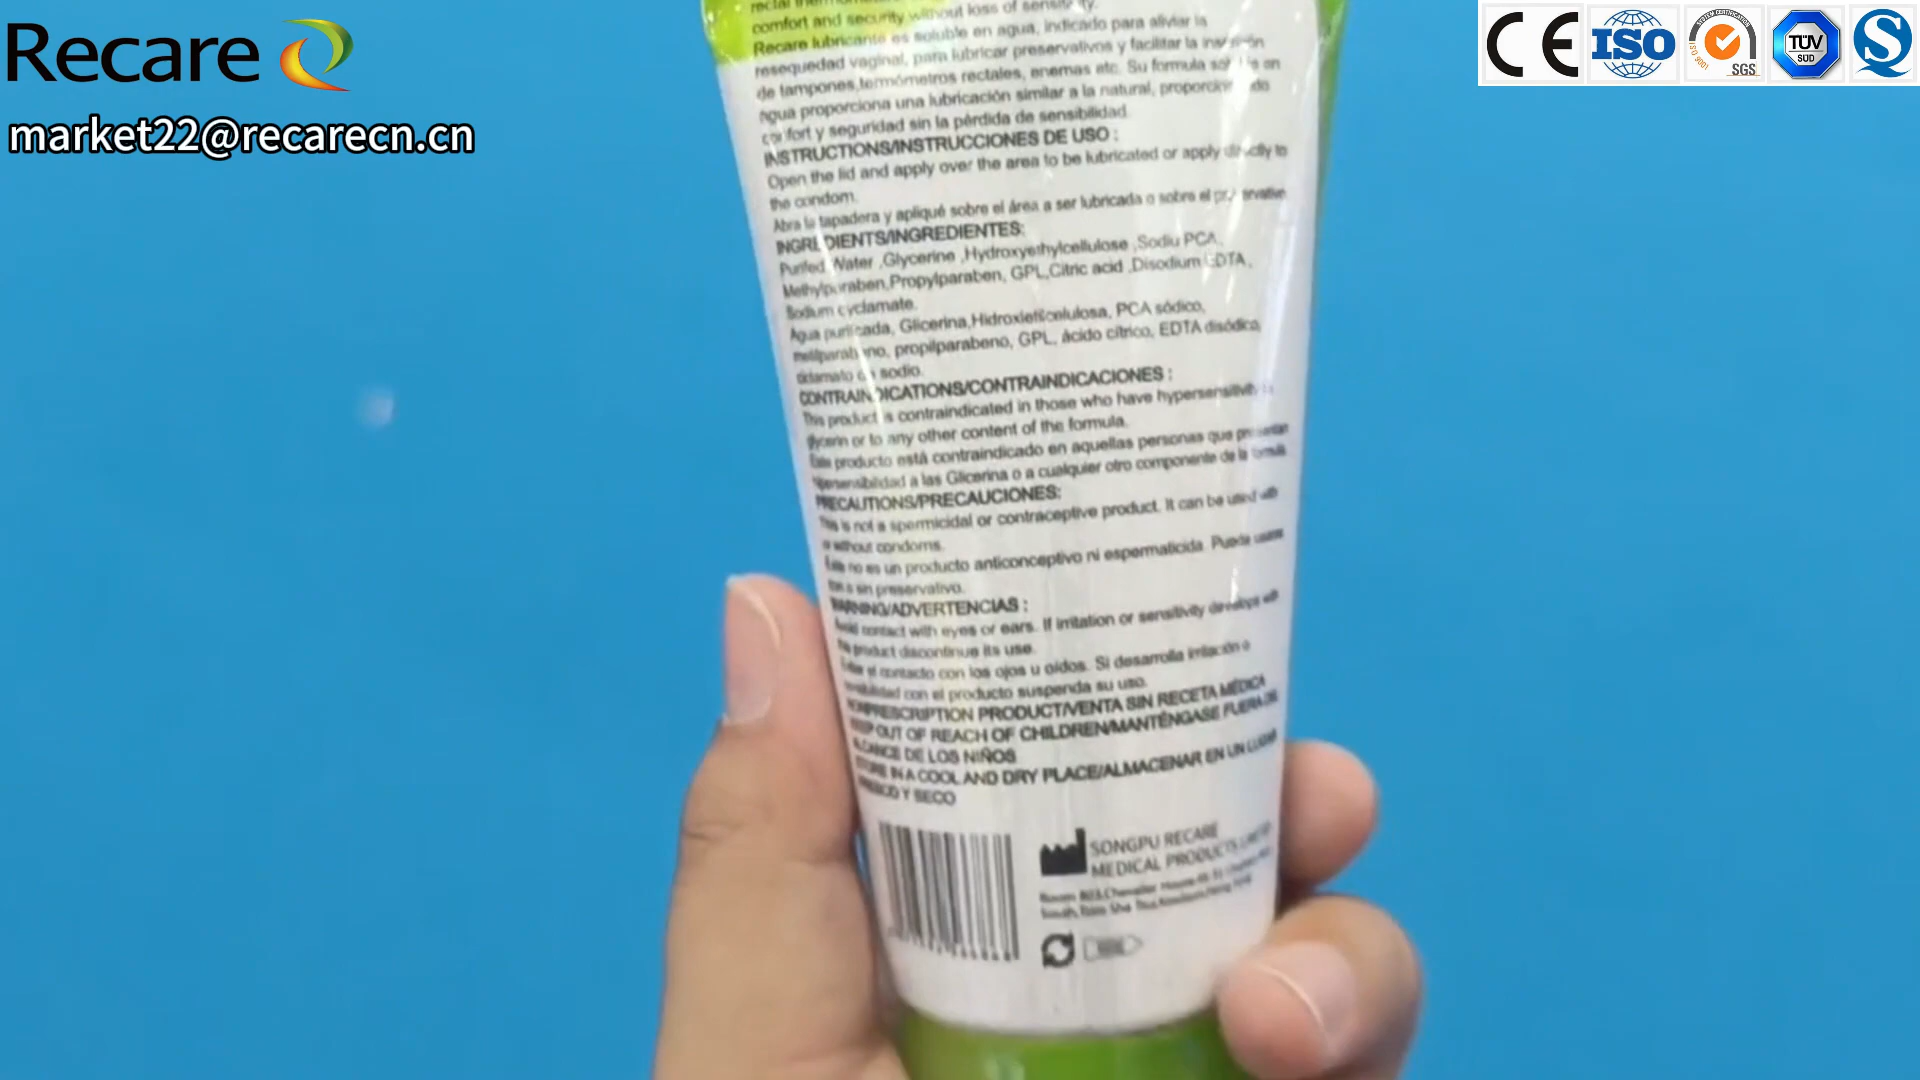 Recare
market22@recarecn.cn
CE
ISO
SYSTEM CERTIFICATION
ISO 9001
SGS
TÜV
SUD
S
comfort and security without loss of sensitivity.
Recare lubricante es soluble en agua, indicado para aliviar la
resequedad vaginal, para lubricar preservativos y facilitar la inserción
de tampones,termómetros rectales, enemas etc. Su formula soluble en
agua proporciona una lubricación similar a la natural, proporcionando
confort y seguridad sin la pérdida de sensibilidad.
INSTRUCTIONS/INSTRUCCIONES DE USO :
Open the lid and apply over the area to be lubricated or apply directly to
the condom.
Abra la tapadera y apliqué sobre el área a ser lubricada o sobre el
INGREDIENTS/INGREDIENTES:
Purifed Water ,Glycerine ,Hydroxyethylcellulose ,Sodiu PCA,
Methylporaben,Propylparaben, GPL,Citric acid ,Disodium EDTA,
Sodium cyclamate.
Agua purificada, Glicerina, PCA sódico,
metilparabeno, propilparabeno, GPL, ácido cítrico, EDTA disódico,
ciclamato de sodio.
CONTRAINDICATIONS/CONTRAINDICACIONES :
This product is contraindicated in those who have hypersensitivity to
glycerin or to any other content of the formula.
Este producto está contraindicado en aquellas personas que presentan
hipersensibilidad a las Glicerina o a cualquier otro componente de la formula
PRECAUTIONS/PRECAUCIONES:
This is not a spermicidal or contraceptive product. It can be used with
or without condoms.
Este no es un producto anticonceptivo ni espermaticida. Puede usarse
con o sin preservativo.
WARNING/ADVERTENCIAS :
Avoid contact with eyes or ears. If irritation or sensitivity develops with
the product discontinue its use.
Evitar el contacto con los ojos u oídos. Si desarrolla irritación o
sensibilidad con el producto suspenda su uso.
NONPRESCRIPTION PRODUCT/VENTA SIN RECETA MÉDICA
KEEP OUT OF REACH OF CHILDREN/MANTÉNGASE FUERA DEL
ALCANCE DE LOS NIÑOS
STORE IN A COOL AND DRY PLACE/ALMACENAR EN UN LUGAR
FRESCO Y SECO
SONGPU RECARE
MEDICAL PRODUCTS LIMITED